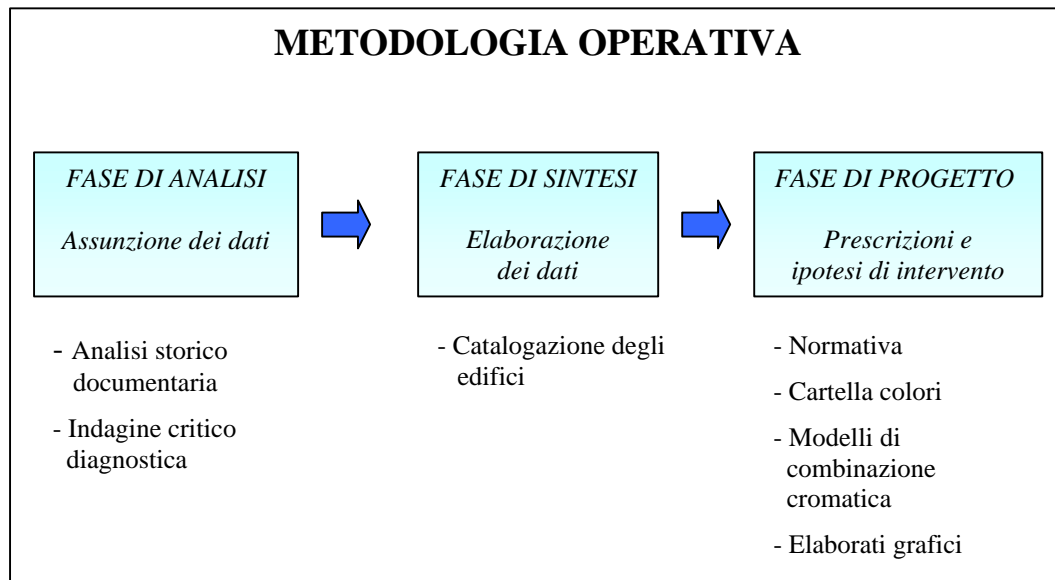 METODOLOGIA OPERATIVA
FASE DI ANALISI
Assunzione dei dati
FASE DI SINTESI
Elaborazione
dei dati
FASE DI PROGETTO
Prescrizioni e
ipotesi di intervento
- Analisi storico
documentaria
- Indagine critico
diagnostica
- Catalogazione degli
edifici
- Normativa
- Cartella colori
- Modelli di
combinazione
cromatica
- Elaborati grafici